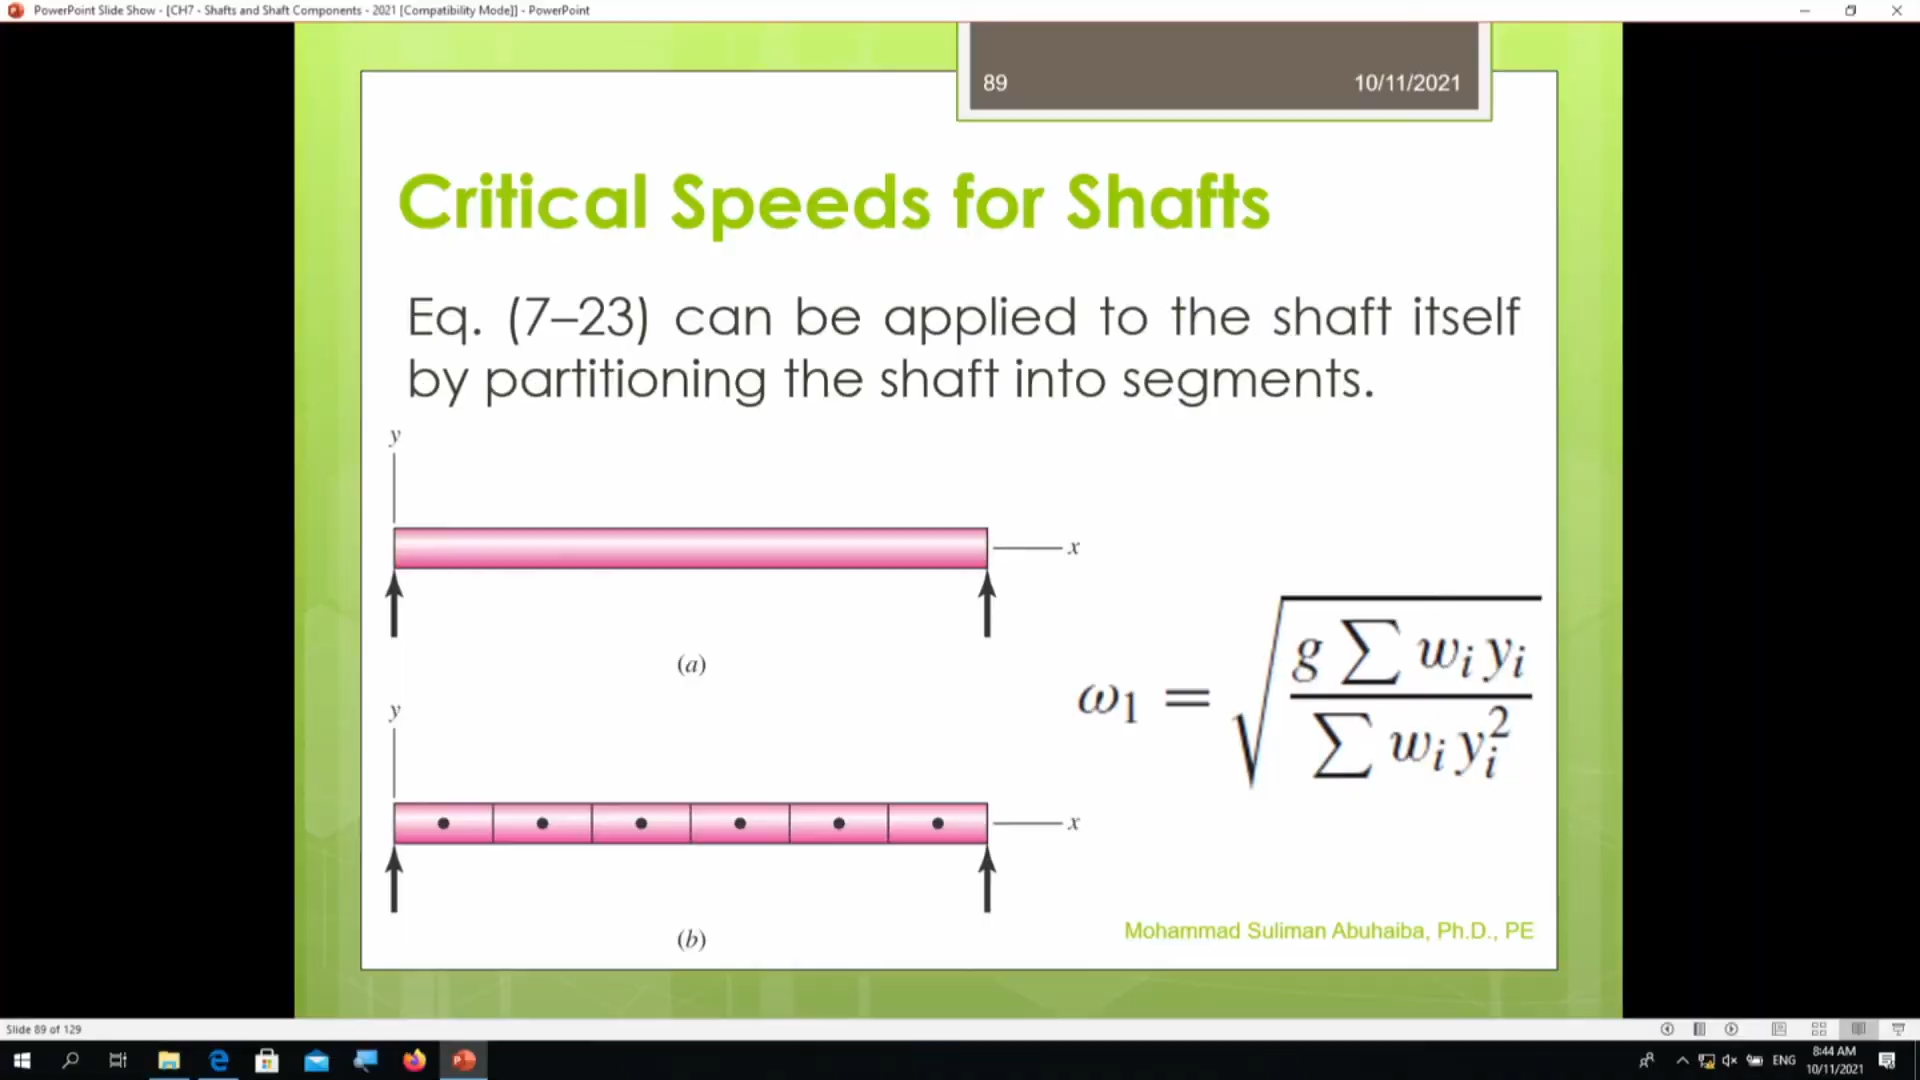 PowerPoint Slide Show - [CH7 - Shafts and Shaft Components - 2021 [Compatibility Mode]] - PowerPoint
89
10/11/2021
Critical Speeds for Shafts
Eq. (7–23) can be applied to the shaft itself
by partitioning the shaft into segments.
y
x
(a)
ω₁ = √(g ∑ wᵢ yᵢ / ∑ wᵢ yᵢ²)
y
x
(b)
Mohammad Suliman Abuhaiba, Ph.D., PE
Slide 89 of 129
ENG
8:44 AM
10/11/2021